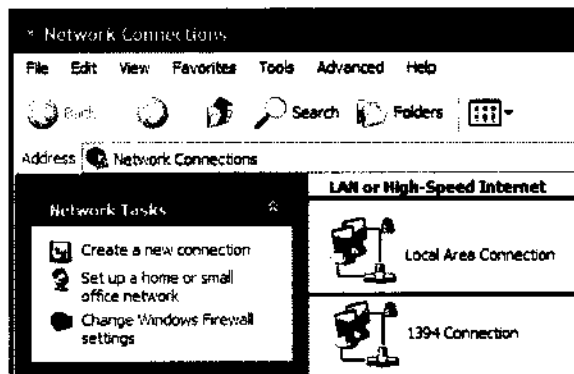 Network Connections
File Edit View Favorites Tools Advanced Help
Back Search Folders
Address Network Connections
LAN or High-Speed Internet
Network Tasks
Create a new connection
Local Area Connection
Set up a home or small
office network
Change Windows Firewall
settings
1394 Connection